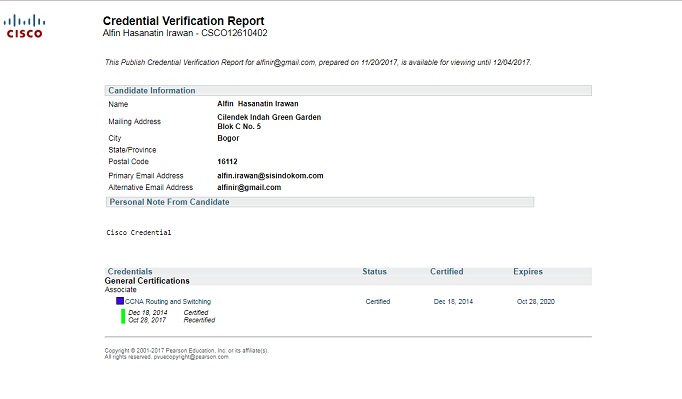 CISCO
Credential Verification Report
Alfin Hasanatin Irawan - CSCO12610402
This Publish Credential Verification Report for alfinir@gmail.com, prepared on 11/20/2017, is available for viewing until 12/04/2017.
Candidate Information
Name Alfin Hasanatin Irawan
Mailing Address Cilendek Indah Green Garden
Blok C No. 5
City Bogor
State/Province
Postal Code 16112
Primary Email Address alfin.irawan@sisindokom.com
Alternative Email Address alfinir@gmail.com
Personal Note From Candidate
Cisco Credential
Credentials Status Certified Expires
General Certifications
Associate
CCNA Routing and Switching Certified Dec 18, 2014 Oct 28, 2020
Dec 18, 2014 Certified
Oct 28, 2017 Recertified
Copyright © 2001-2017 Pearson Education, Inc. or its affiliate(s).
All rights reserved. pvuecopyright@pearson.com